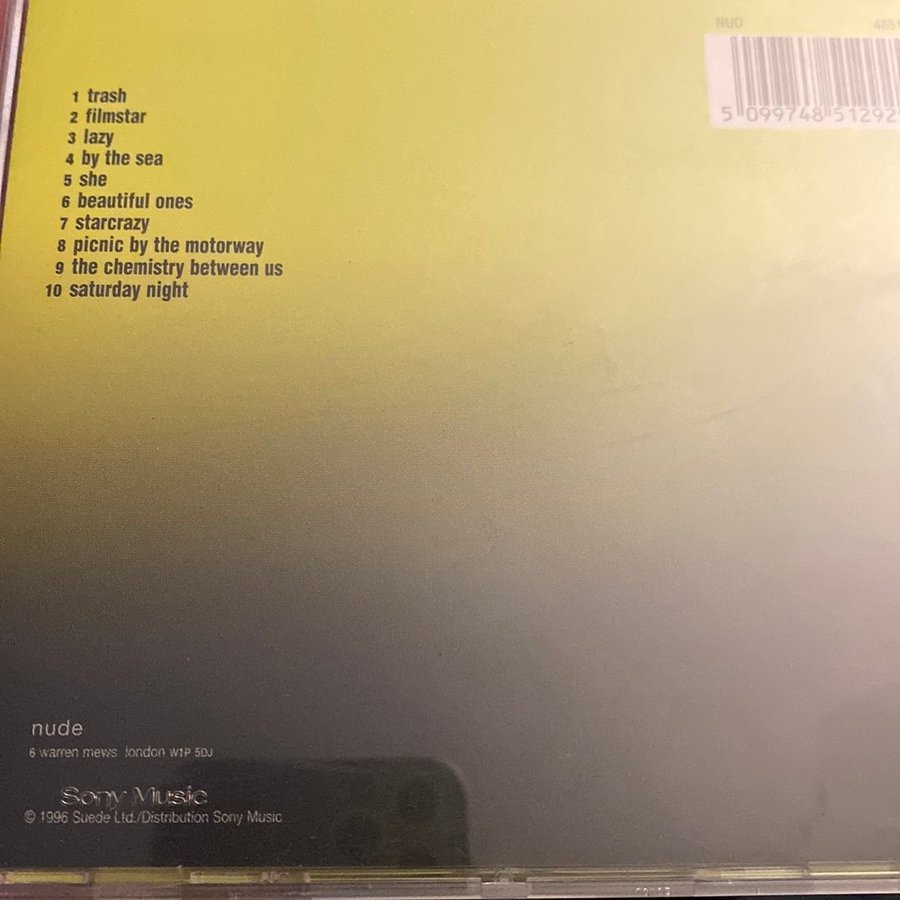 NUD 4851
5 099748 51292
1 trash
2 filmstar
3 lazy
4 by the sea
5 she
6 beautiful ones
7 starcrazy
8 picnic by the motorway
9 the chemistry between us
10 saturday night
nude
6 warren mews london W1P 5DJ
Sony Music
© 1996 Suede Ltd./Distribution Sony Music